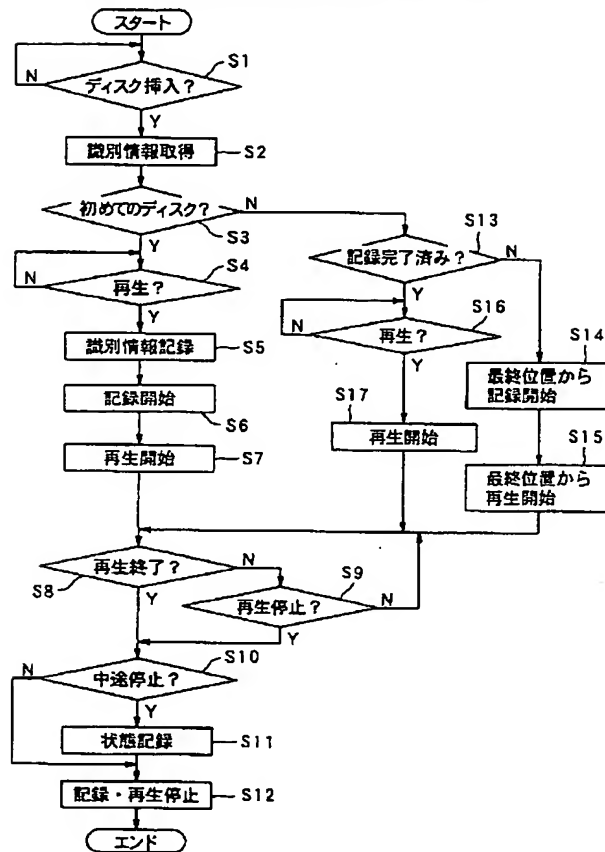 スタート
N
ディスク挿入?
S1
Y
識別情報取得
S2
初めてのディスク?
N
S3
Y
S4
N
再生?
Y
識別情報記録
S5
記録開始
S6
再生開始
S7
S13
記録完了済み?
N
Y
S16
N
再生?
Y
S17
再生開始
S14
最終位置から
記録開始
S15
最終位置から
再生開始
再生終了?
N
S8
Y
S9
再生停止?
N
Y
S10
N
中途停止?
Y
状態記録
S11
記録・再生停止
S12
エンド